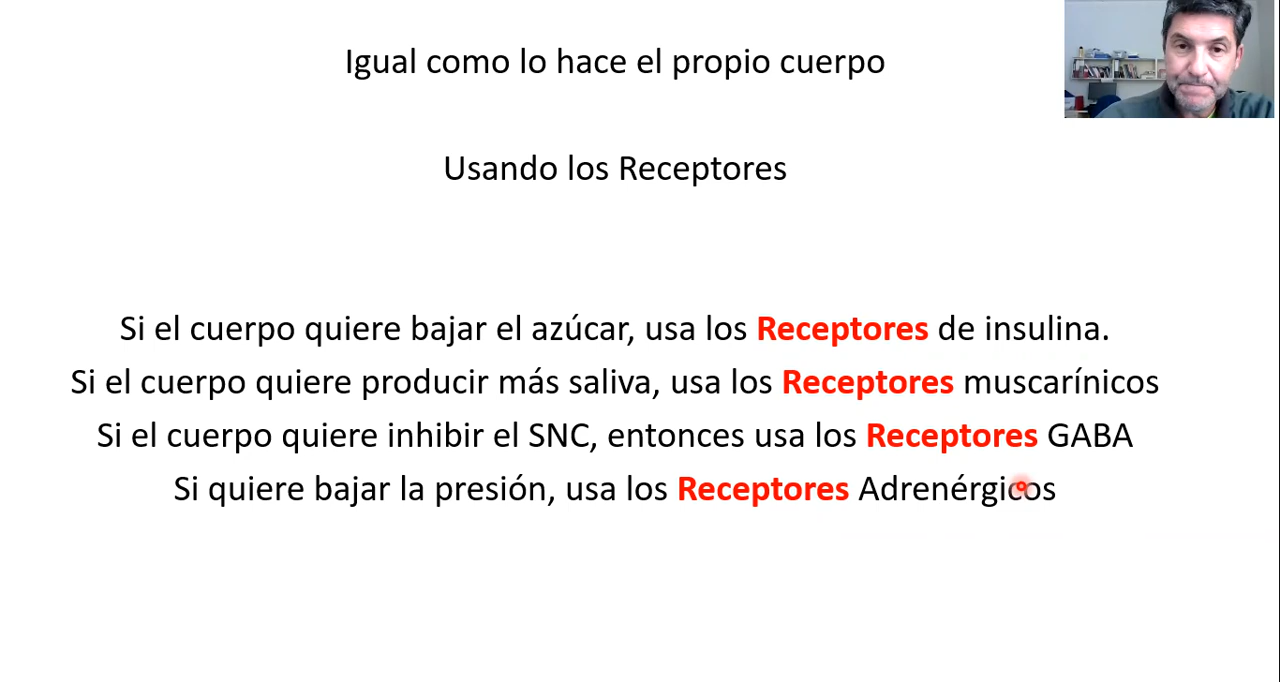 Igual como lo hace el propio cuerpo
Usando los Receptores
Si el cuerpo quiere bajar el azúcar, usa los Receptores de insulina.
Si el cuerpo quiere producir más saliva, usa los Receptores muscarínicos
Si el cuerpo quiere inhibir el SNC, entonces usa los Receptores GABA
Si quiere bajar la presión, usa los Receptores Adrenérgicos